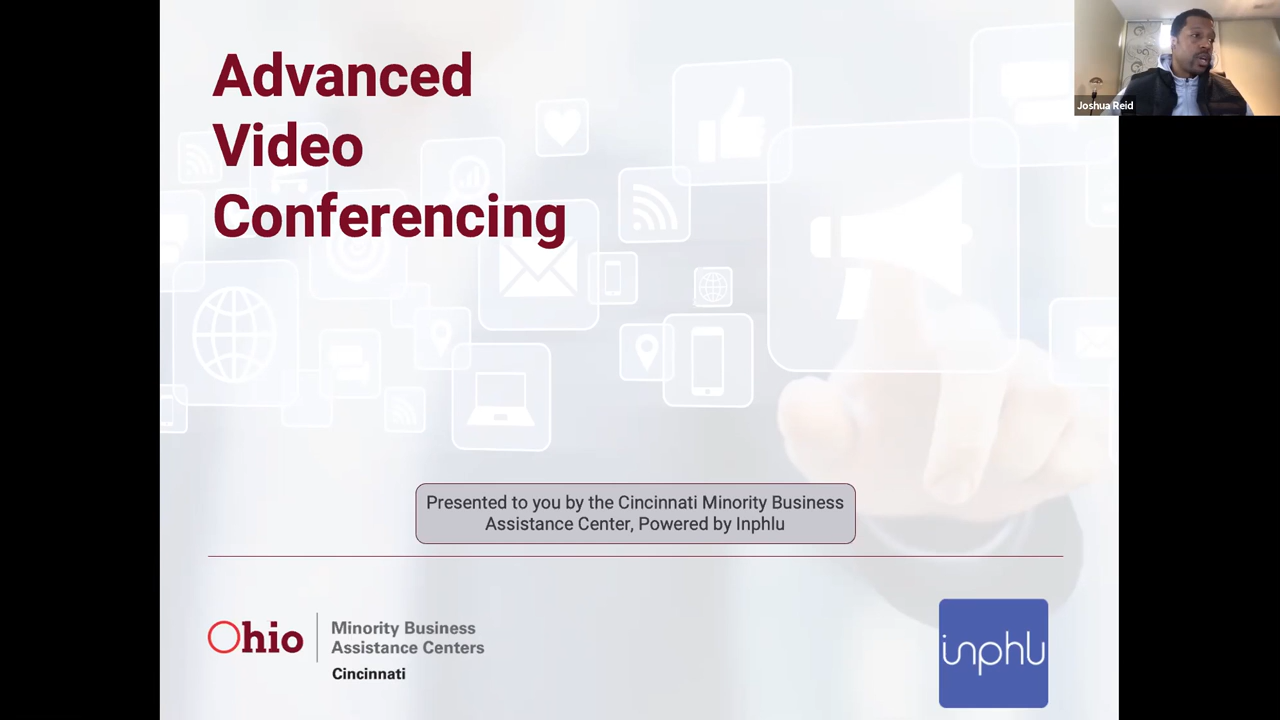 Advanced
Video
Conferencing
Joshua Reid
Presented to you by the Cincinnati Minority Business
Assistance Center, Powered by Inphlu
Ohio
Minority Business
Assistance Centers
Cincinnati
inphlu